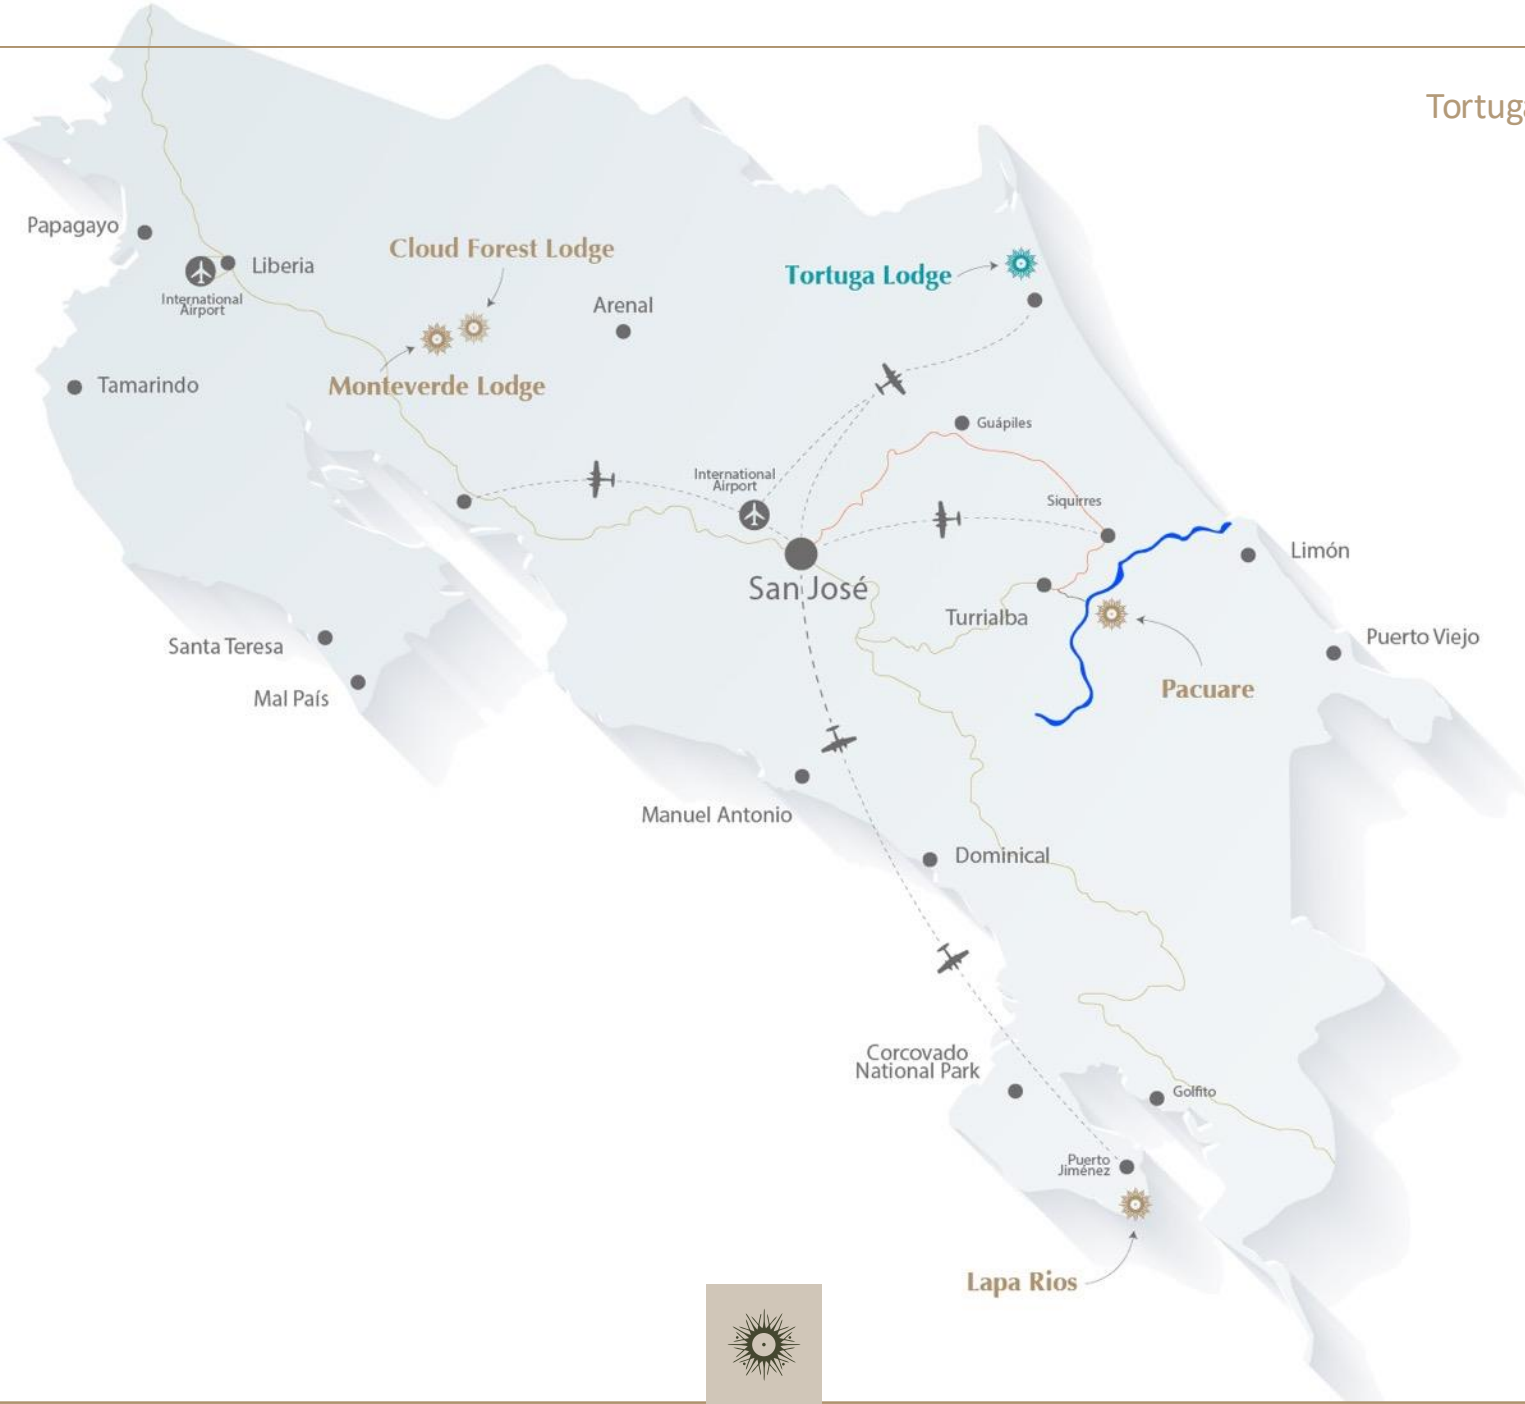 Tortuga
Papagayo
Liberia
International
Airport
Cloud Forest Lodge
Arenal
Tortuga Lodge
Monteverde Lodge
Tamarindo
Guápiles
International
Airport
Siquirres
San José
Limón
Turrialba
Puerto Viejo
Santa Teresa
Mal País
Pacuare
Manuel Antonio
Dominical
Corcovado
National Park
Golfito
Puerto
Jiménez
Lapa Rios